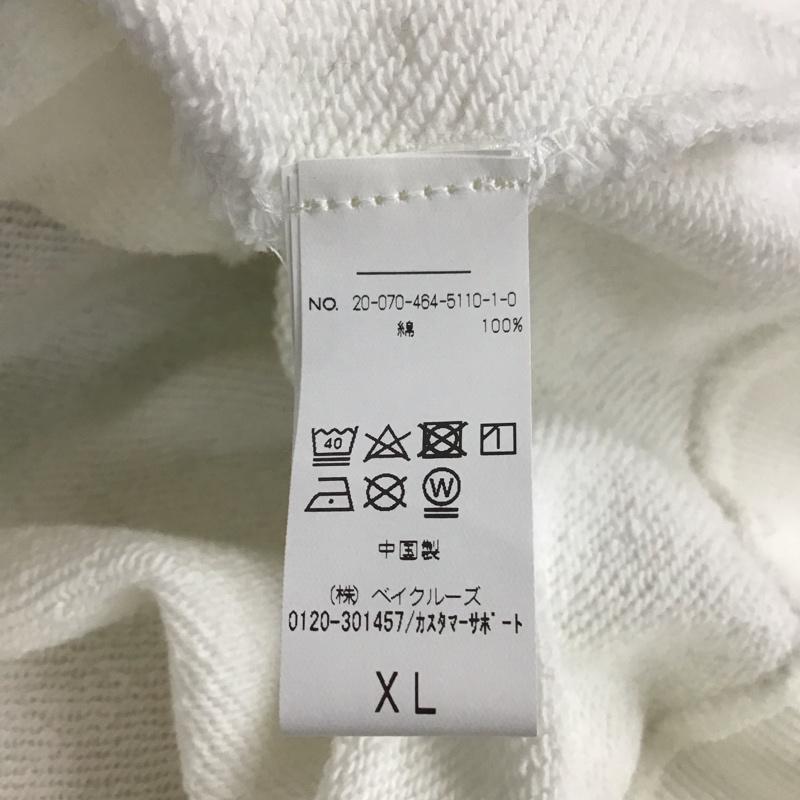 NO. 20-070-464-5110-1-0
綿 100%
40
W
中国製
(株) ベイクルーズ
0120-301457/カスタマーサポート
XL